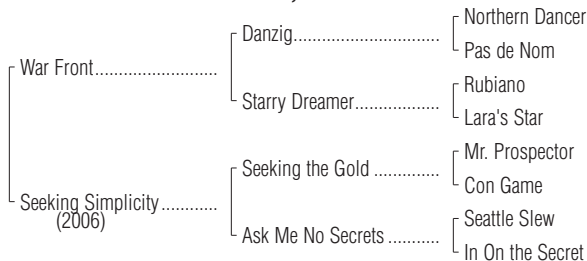 Northern Dancer
Danzig..................................
Pas de Nom
War Front............................
Rubiano
Starry Dreamer...................
Lara's Star
Mr. Prospector
Seeking the Gold ...............
Con Game
Seeking Simplicity .............
(2006)
Seattle Slew
Ask Me No Secrets ............
In On the Secret